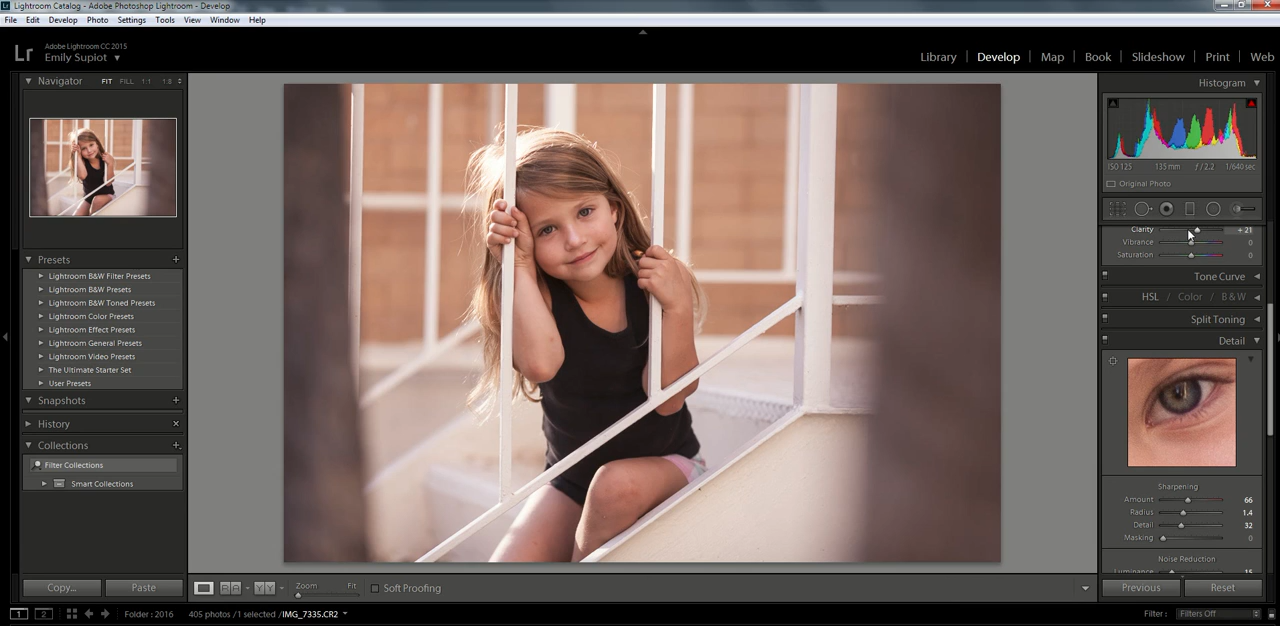 Lightroom Catalog - Adobe Photoshop Lightroom - Develop
File Edit Develop Photo Settings Tools View Window Help
Lr
Adobe Lightroom CC 2015
Emily Supiot
Library | Develop | Map | Book | Slideshow | Print | Web
Navigator FIT FILL 1:1 1:8
Presets
Lightroom B&W Filter Presets
Lightroom B&W Presets
Lightroom B&W Toned Presets
Lightroom Color Presets
Lightroom Effect Presets
Lightroom General Presets
Lightroom Video Presets
The Ultimate Starter Set
User Presets
Snapshots
History
Collections
Filter Collections
Smart Collections
Copy... Paste
Zoom Fit Soft Proofing
Histogram
ISO 125 135 mm ƒ / 2.2 1/640 sec
Original Photo
Clarity + 21
Vibrance 0
Saturation 0
Tone Curve
HSL / Color / B & W
Split Toning
Detail
Sharpening
Amount 66
Radius 1.4
Detail 32
Masking 0
Noise Reduction
Luminance 15
Previous Reset
1 2 Folder : 2016 405 photos /1 selected /IMG_7335.CR2 Filter : Filters Off